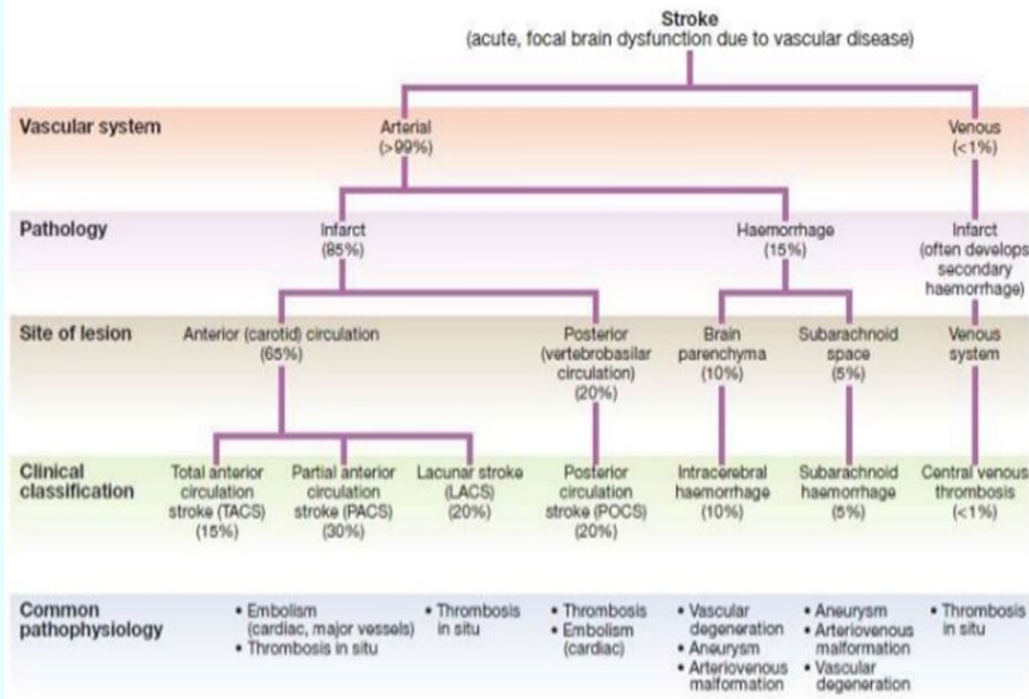 Stroke
(acute, focal brain dysfunction due to vascular disease)
Vascular system
Arterial
(>99%)
Venous
(<1%)
Pathology
Infarct
(85%)
Haemorrhage
(15%)
Infarct
(often develops
secondary
haemorrhage)
Site of lesion
Anterior (carotid) circulation
(65%)
Posterior
(vertebrobasilar
circulation)
(20%)
Brain
parenchyma
(10%)
Subarachnoid
space
(5%)
Venous
system
Clinical
classification
Total anterior
circulation
stroke (TACS)
(15%)
Partial anterior
circulation
stroke (PACS)
(30%)
Lacunar stroke
(LACS)
(20%)
Posterior
circulation
stroke (POCS)
(20%)
Intracerebral
haemorrhage
(10%)
Subarachnoid
haemorrhage
(5%)
Central venous
thrombosis
(<1%)
Common
pathophysiology
• Embolism
(cardiac, major vessels)
• Thrombosis in situ
• Thrombosis
in situ
• Thrombosis
• Embolism
(cardiac)
• Vascular
degeneration
• Aneurysm
• Arteriovenous
malformation
• Aneurysm
• Arteriovenous
malformation
• Vascular
degeneration
• Thrombosis
in situ